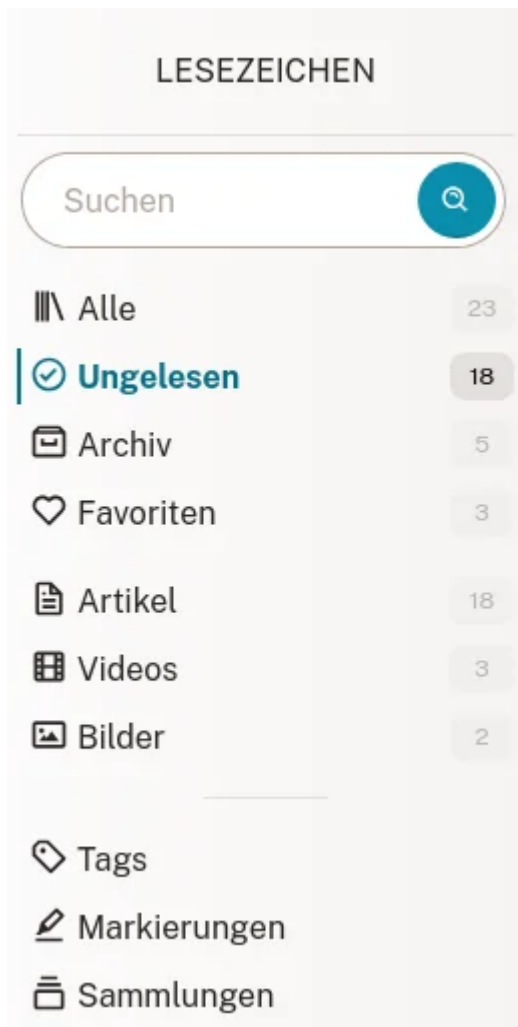 LESEZEICHEN
Suchen
Alle 23
Ungelesen 18
Archiv 5
Favoriten 3
Artikel 18
Videos 3
Bilder 2
Tags
Markierungen
Sammlungen